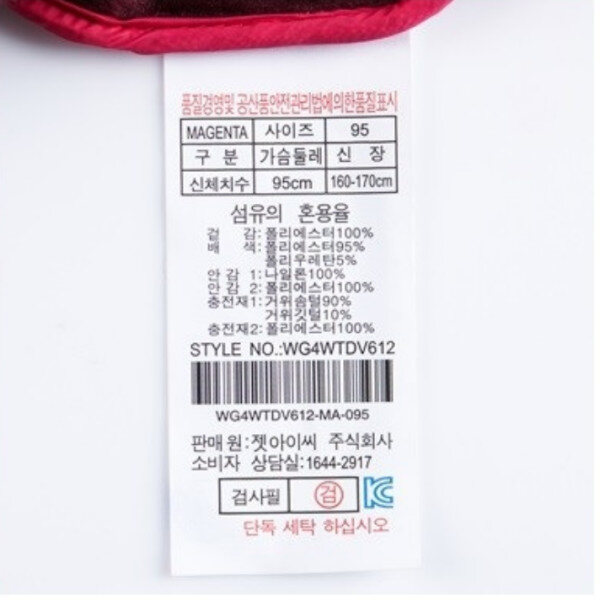 품질경영및 공산품안전관리법에의한품질표시
MAGENTA 사이즈 95
구 분 가슴둘레 신 장
신체치수 95cm 160-170cm
섬유의 혼용율
겉 감: 폴리에스터100%
배 색: 폴리에스터95%
폴리우레탄5%
안 감 1: 나일론100%
안 감 2: 폴리에스터100%
충전재1: 거위솜털90%
거위깃털10%
충전재2: 폴리에스터100%
STYLE NO.:WG4WTDV612
WG4WTDV612-MA-095
판매원:젯아이씨 주식회사
소비자 상담실:1644-2917
검사필 검 KC
단독 세탁 하십시오